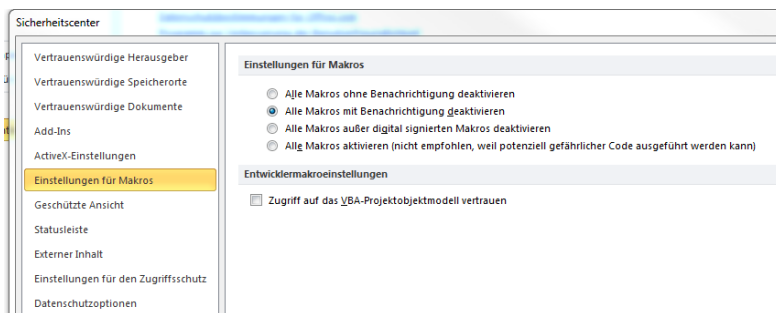 Sicherheitscenter
Vertrauenswürdige Herausgeber
Vertrauenswürdige Speicherorte
Vertrauenswürdige Dokumente
Add-Ins
ActiveX-Einstellungen
Einstellungen für Makros
Geschützte Ansicht
Statusleiste
Externer Inhalt
Einstellungen für den Zugriffsschutz
Datenschutzoptionen
Einstellungen für Makros
Alle Makros ohne Benachrichtigung deaktivieren
Alle Makros mit Benachrichtigung deaktivieren
Alle Makros außer digital signierten Makros deaktivieren
Alle Makros aktivieren (nicht empfohlen, weil potenziell gefährlicher Code ausgeführt werden kann)
Entwicklermakroeinstellungen
Zugriff auf das VBA-Projektobjektmodell vertrauen